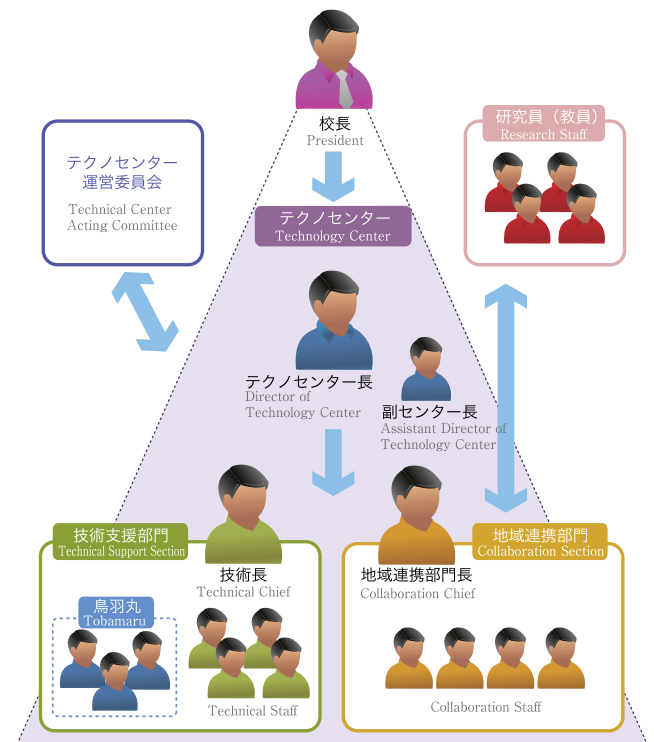 校長
President
テクノセンター
運営委員会
Technical Center
Acting Committee
研究員（教員）
Research Staff
テクノセンター
Technology Center
テクノセンター長
Director of
Technology Center
副センター長
Assistant Director of
Technology Center
技術支援部門
Technical Support Section
技術長
Technical Chief
鳥羽丸
Tobamaru
Technical Staff
地域連携部門
Collaboration Section
地域連携部門長
Collaboration Chief
Collaboration Staff